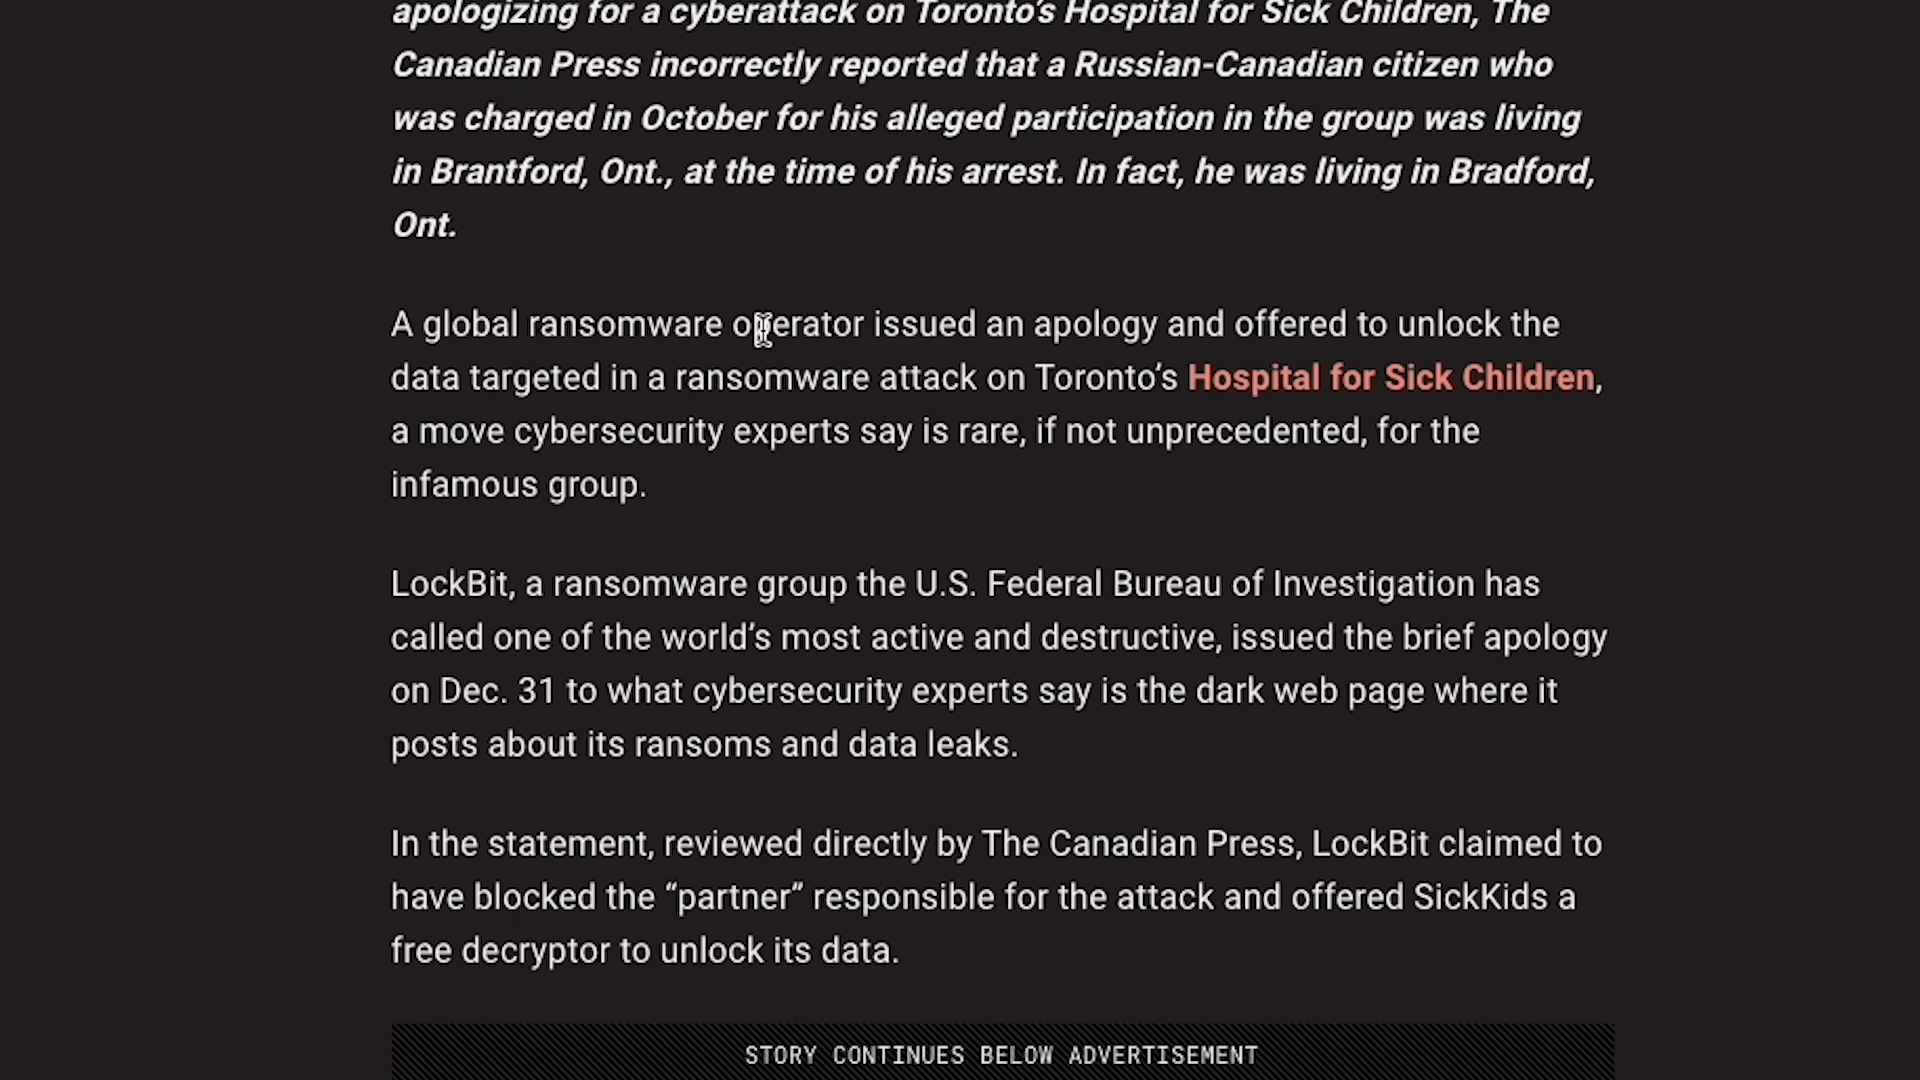 apologizing for a cyberattack on Toronto’s Hospital for Sick Children, The
Canadian Press incorrectly reported that a Russian-Canadian citizen who
was charged in October for his alleged participation in the group was living
in Brantford, Ont., at the time of his arrest. In fact, he was living in Bradford,
Ont.
A global ransomware operator issued an apology and offered to unlock the
data targeted in a ransomware attack on Toronto’s Hospital for Sick Children,
a move cybersecurity experts say is rare, if not unprecedented, for the
infamous group.
LockBit, a ransomware group the U.S. Federal Bureau of Investigation has
called one of the world’s most active and destructive, issued the brief apology
on Dec. 31 to what cybersecurity experts say is the dark web page where it
posts about its ransoms and data leaks.
In the statement, reviewed directly by The Canadian Press, LockBit claimed to
have blocked the “partner” responsible for the attack and offered SickKids a
free decryptor to unlock its data.
STORY CONTINUES BELOW ADVERTISEMENT